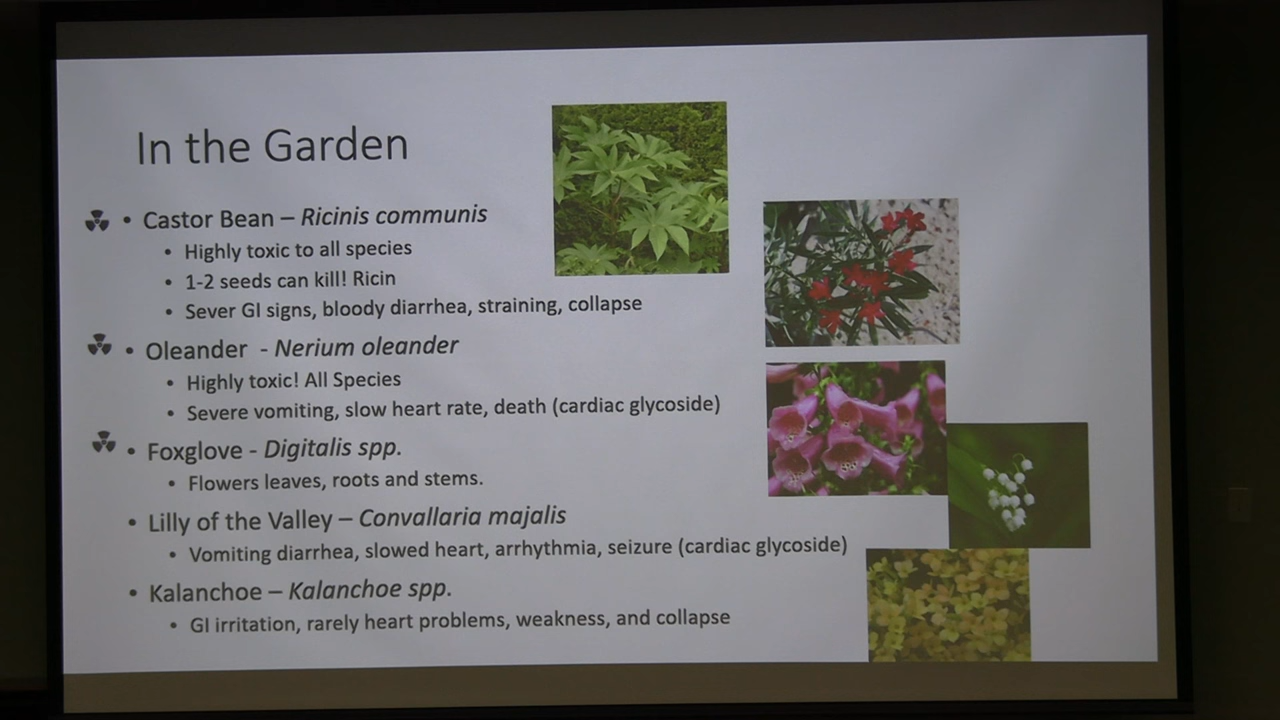 In the Garden
• Castor Bean – Ricinis communis
• Highly toxic to all species
• 1-2 seeds can kill! Ricin
• Sever GI signs, bloody diarrhea, straining, collapse
• Oleander - Nerium oleander
• Highly toxic! All Species
• Severe vomiting, slow heart rate, death (cardiac glycoside)
• Foxglove - Digitalis spp.
• Flowers leaves, roots and stems.
• Lilly of the Valley – Convallaria majalis
• Vomiting diarrhea, slowed heart, arrhythmia, seizure (cardiac glycoside)
• Kalanchoe – Kalanchoe spp.
• GI irritation, rarely heart problems, weakness, and collapse